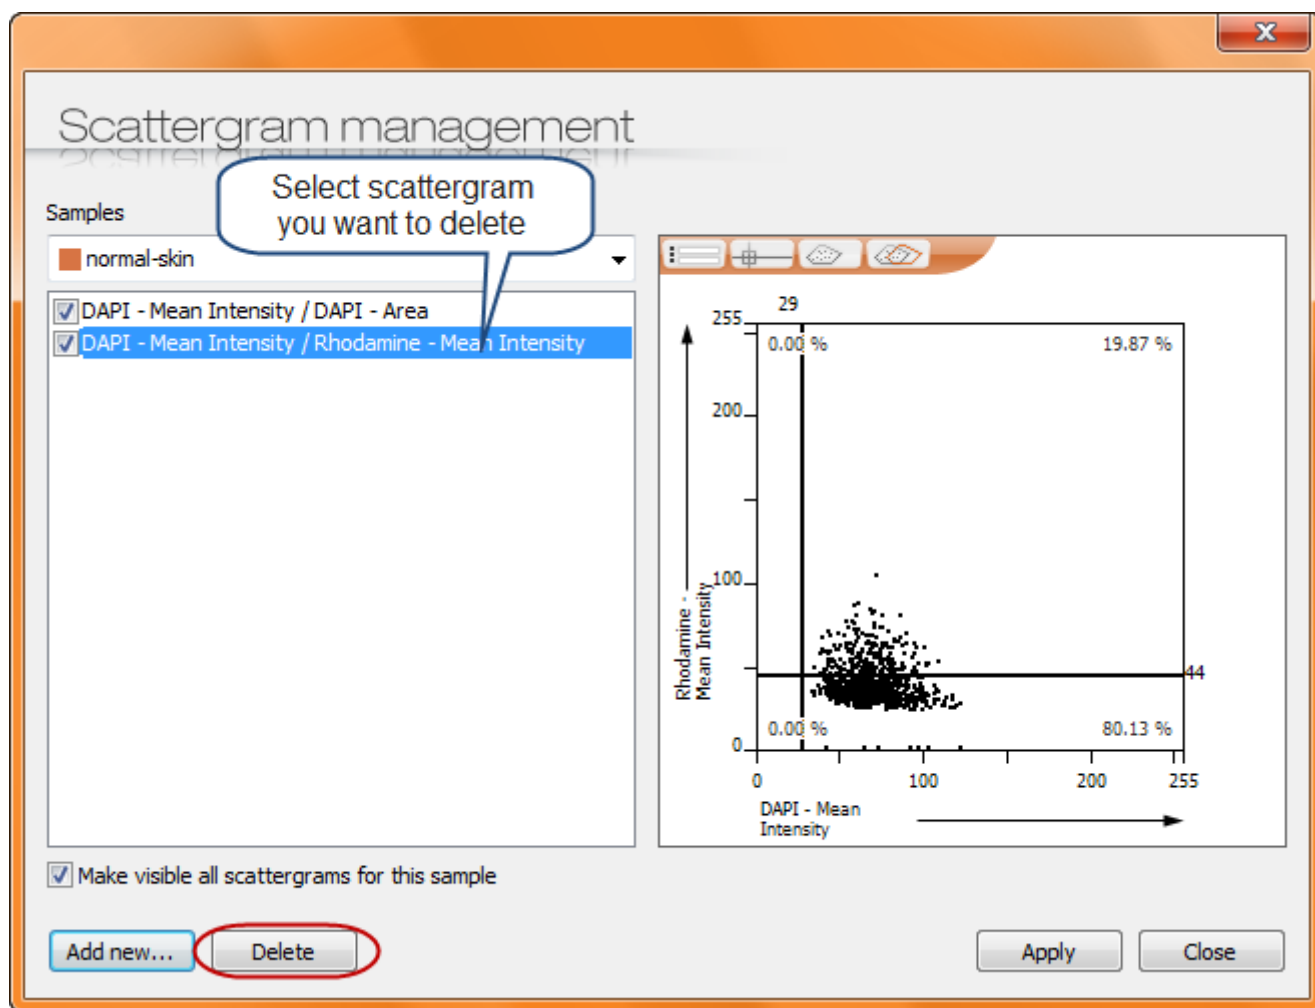 x
Scattergram management
Select scattergram
you want to delete
Samples
normal-skin
DAPI - Mean Intensity / DAPI - Area
DAPI - Mean Intensity / Rhodamine - Mean Intensity
29
255
0.00 %
19.87 %
200
100
Rhodamine -
Mean Intensity
44
0.00 %
80.13 %
0
0
100
200
255
DAPI - Mean
Intensity
Make visible all scattergrams for this sample
Add new...
Delete
Apply
Close